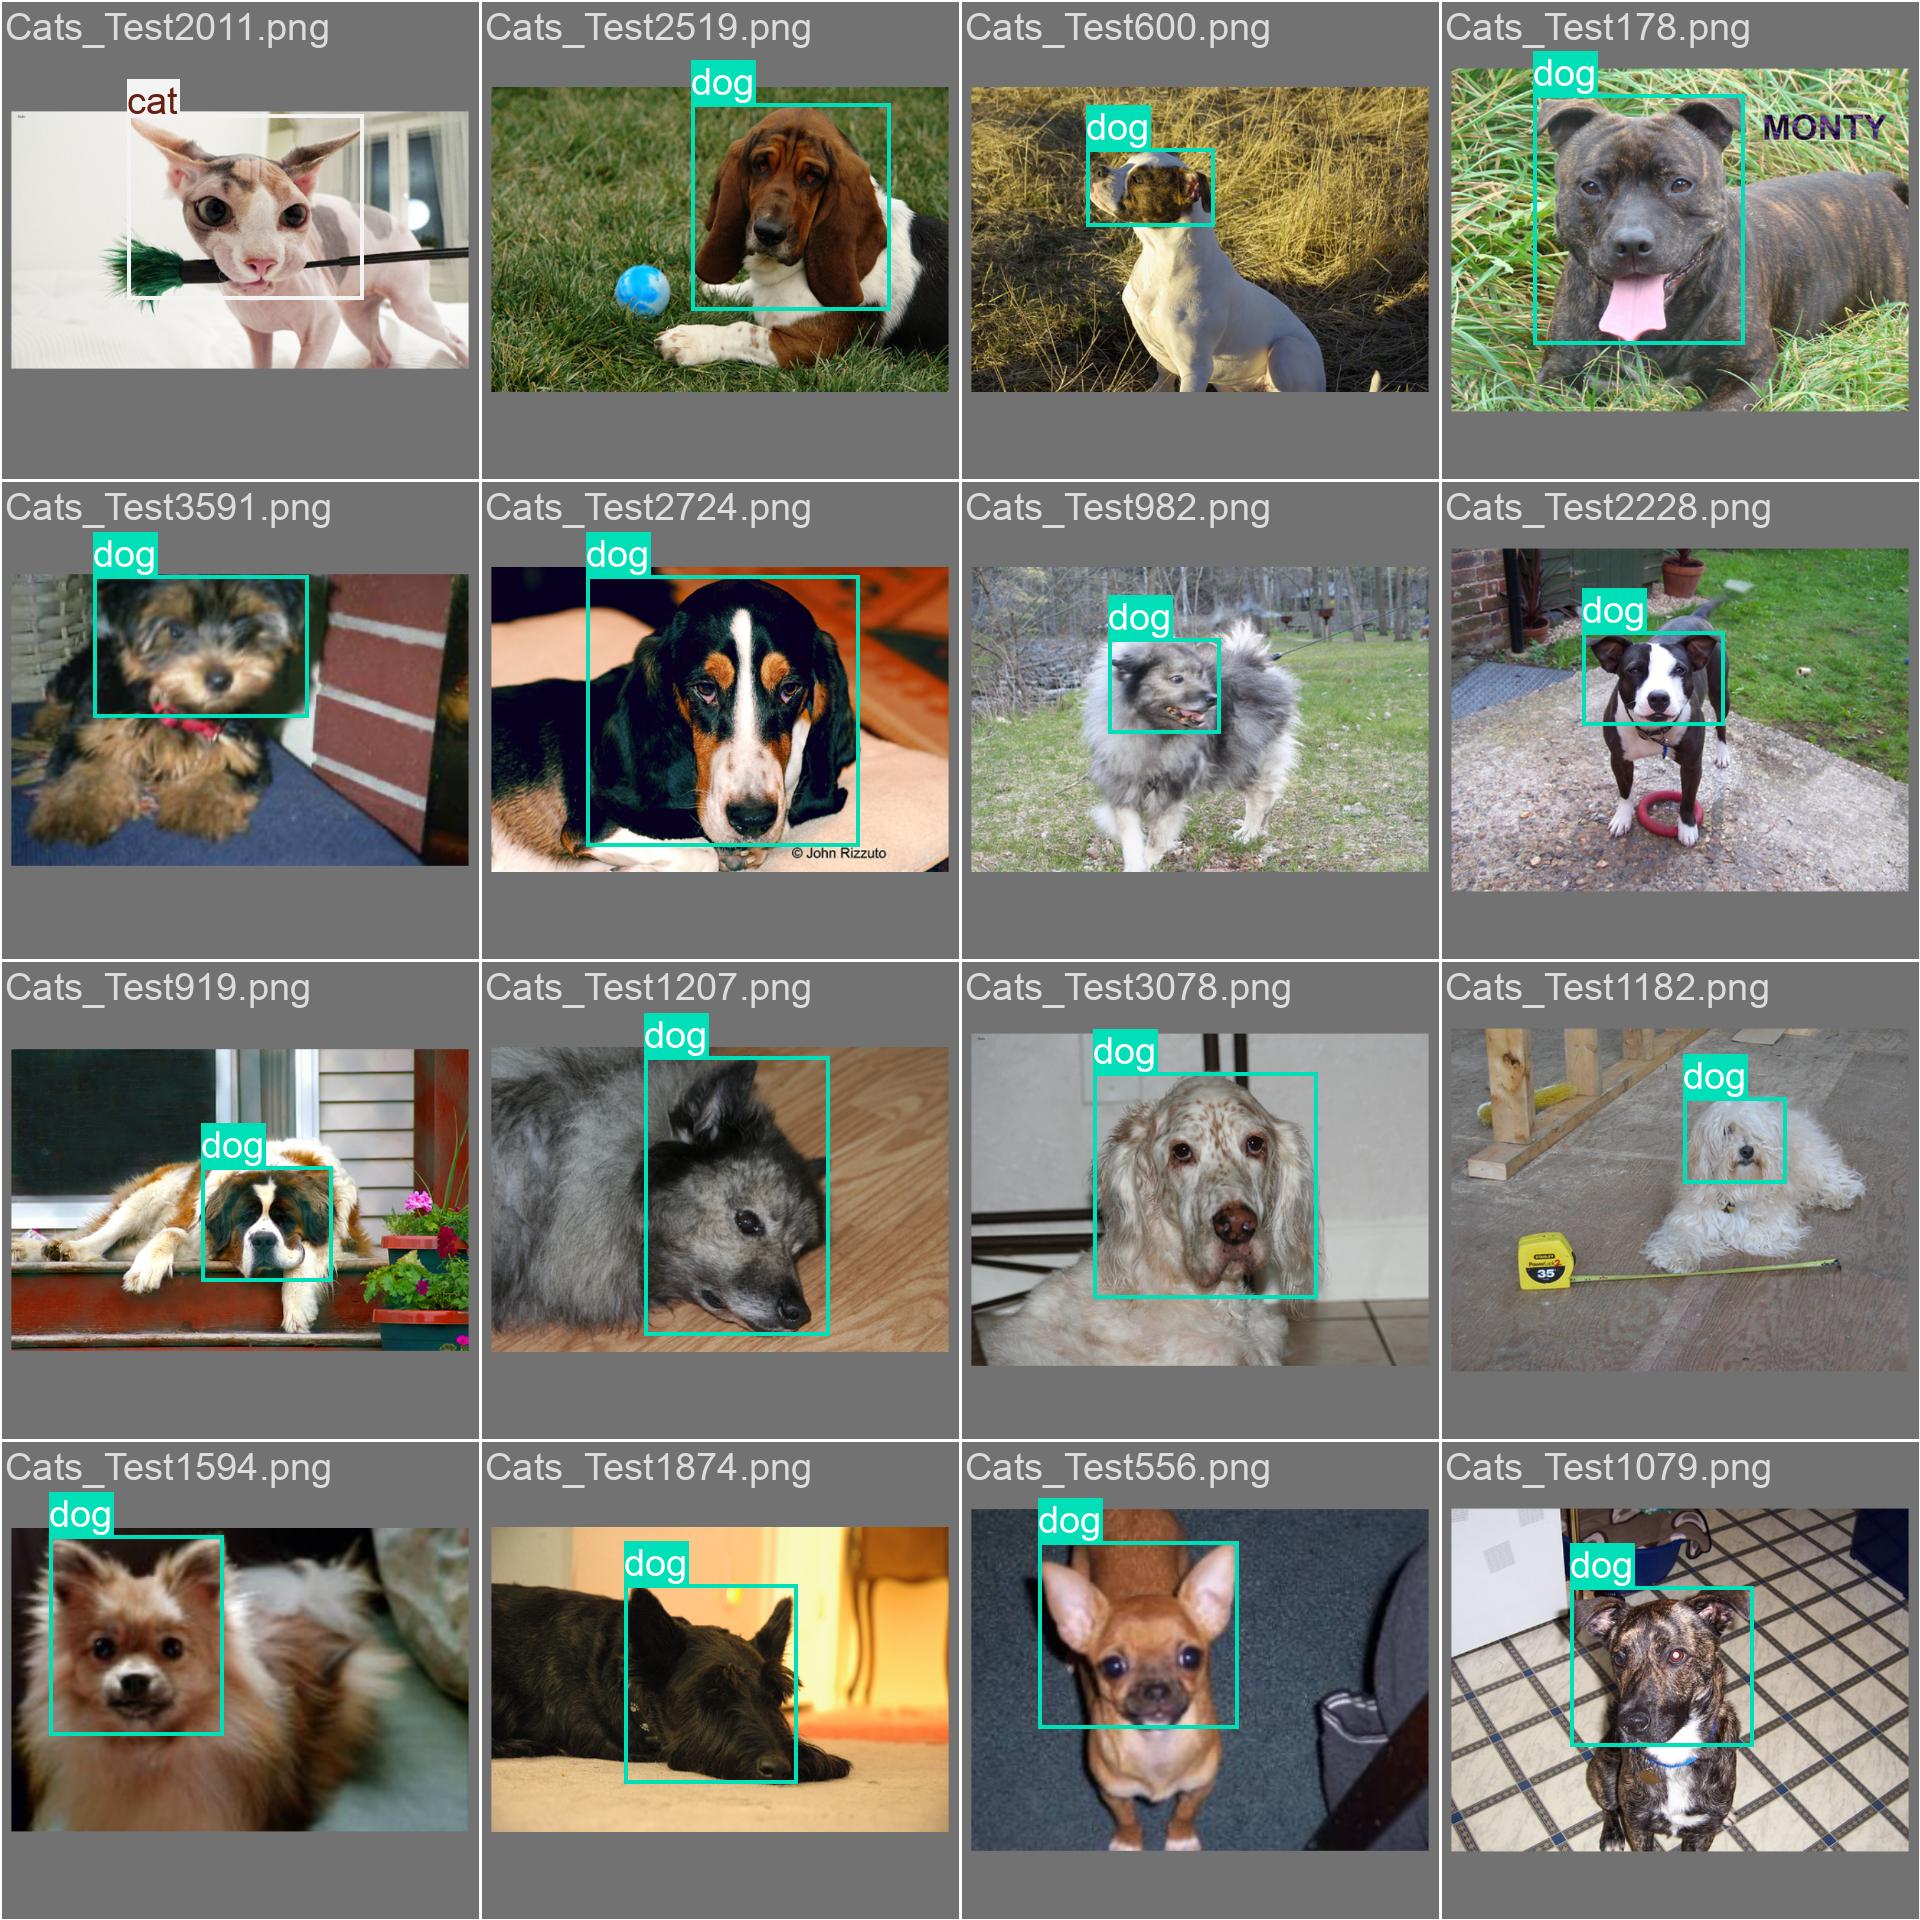 Cats_Test2011.png
Cats_Test2519.png
Cats_Test600.png
Cats_Test178.png
cat
dog
dog
dog
MONTY
Cats_Test3591.png
Cats_Test2724.png
Cats_Test982.png
Cats_Test2228.png
dog
dog
dog
dog
© John Rizzuto
Cats_Test919.png
Cats_Test1207.png
Cats_Test3078.png
Cats_Test1182.png
dog
dog
dog
dog
STANLEY
PowerLock
35'
Cats_Test1594.png
Cats_Test1874.png
Cats_Test556.png
Cats_Test1079.png
dog
dog
dog
dog